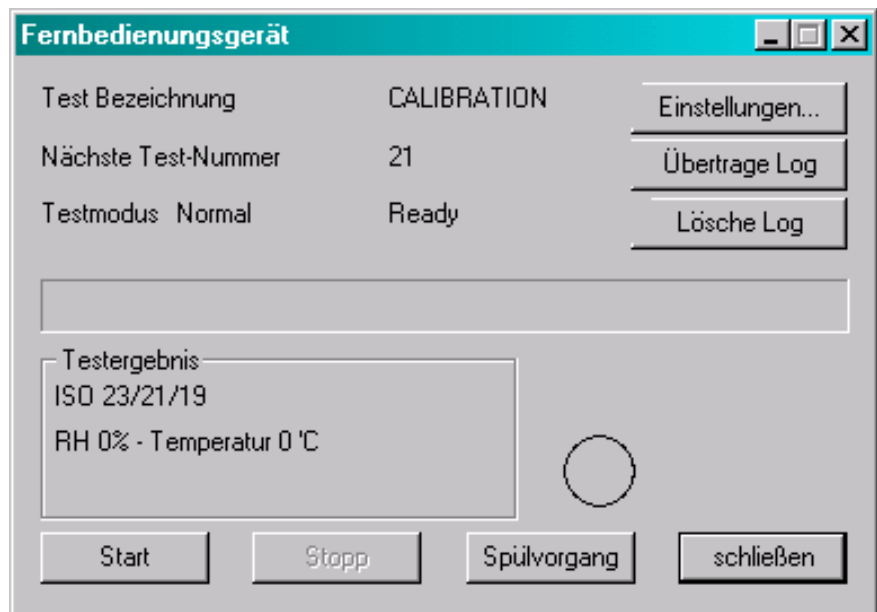 Fernbedienungsgerät
Test Bezeichnung CALIBRATION Einstellungen...
Nächste Test-Nummer 21 Übertrage Log
Testmodus Normal Ready Lösche Log
Testergebnis
ISO 23/21/19
RH 0% - Temperatur 0 'C
Start Stopp Spülvorgang schließen